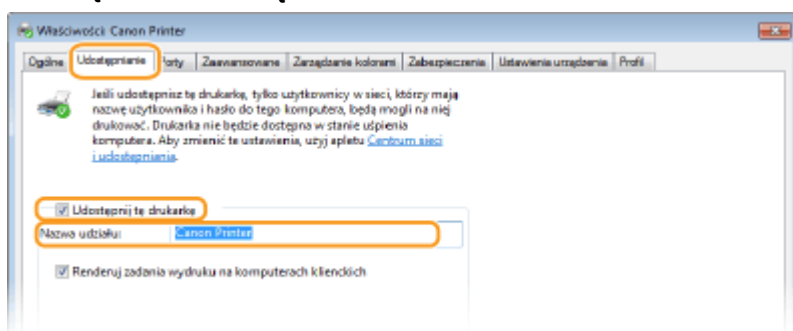 Właściwości: Canon Printer
Ogólne Udostępnianie Porty Zaawansowane Zarządzanie kolorami Zabezpieczenia Ustawienia urządzenia Profil
Jeśli udostępnisz tę drukarkę, tylko użytkownicy w sieci, którzy mają
nazwę użytkownika i hasło do tego komputera, będą mogli na niej
drukować. Drukarka nie będzie dostępna w stanie uśpienia
komputera. Aby zmienić te ustawienia, użyj apletu Centrum sieci
i udostępniania.
Udostępnij tę drukarkę
Nazwa udziału: Canon Printer
Renderuj zadania wydruku na komputerach klienckich